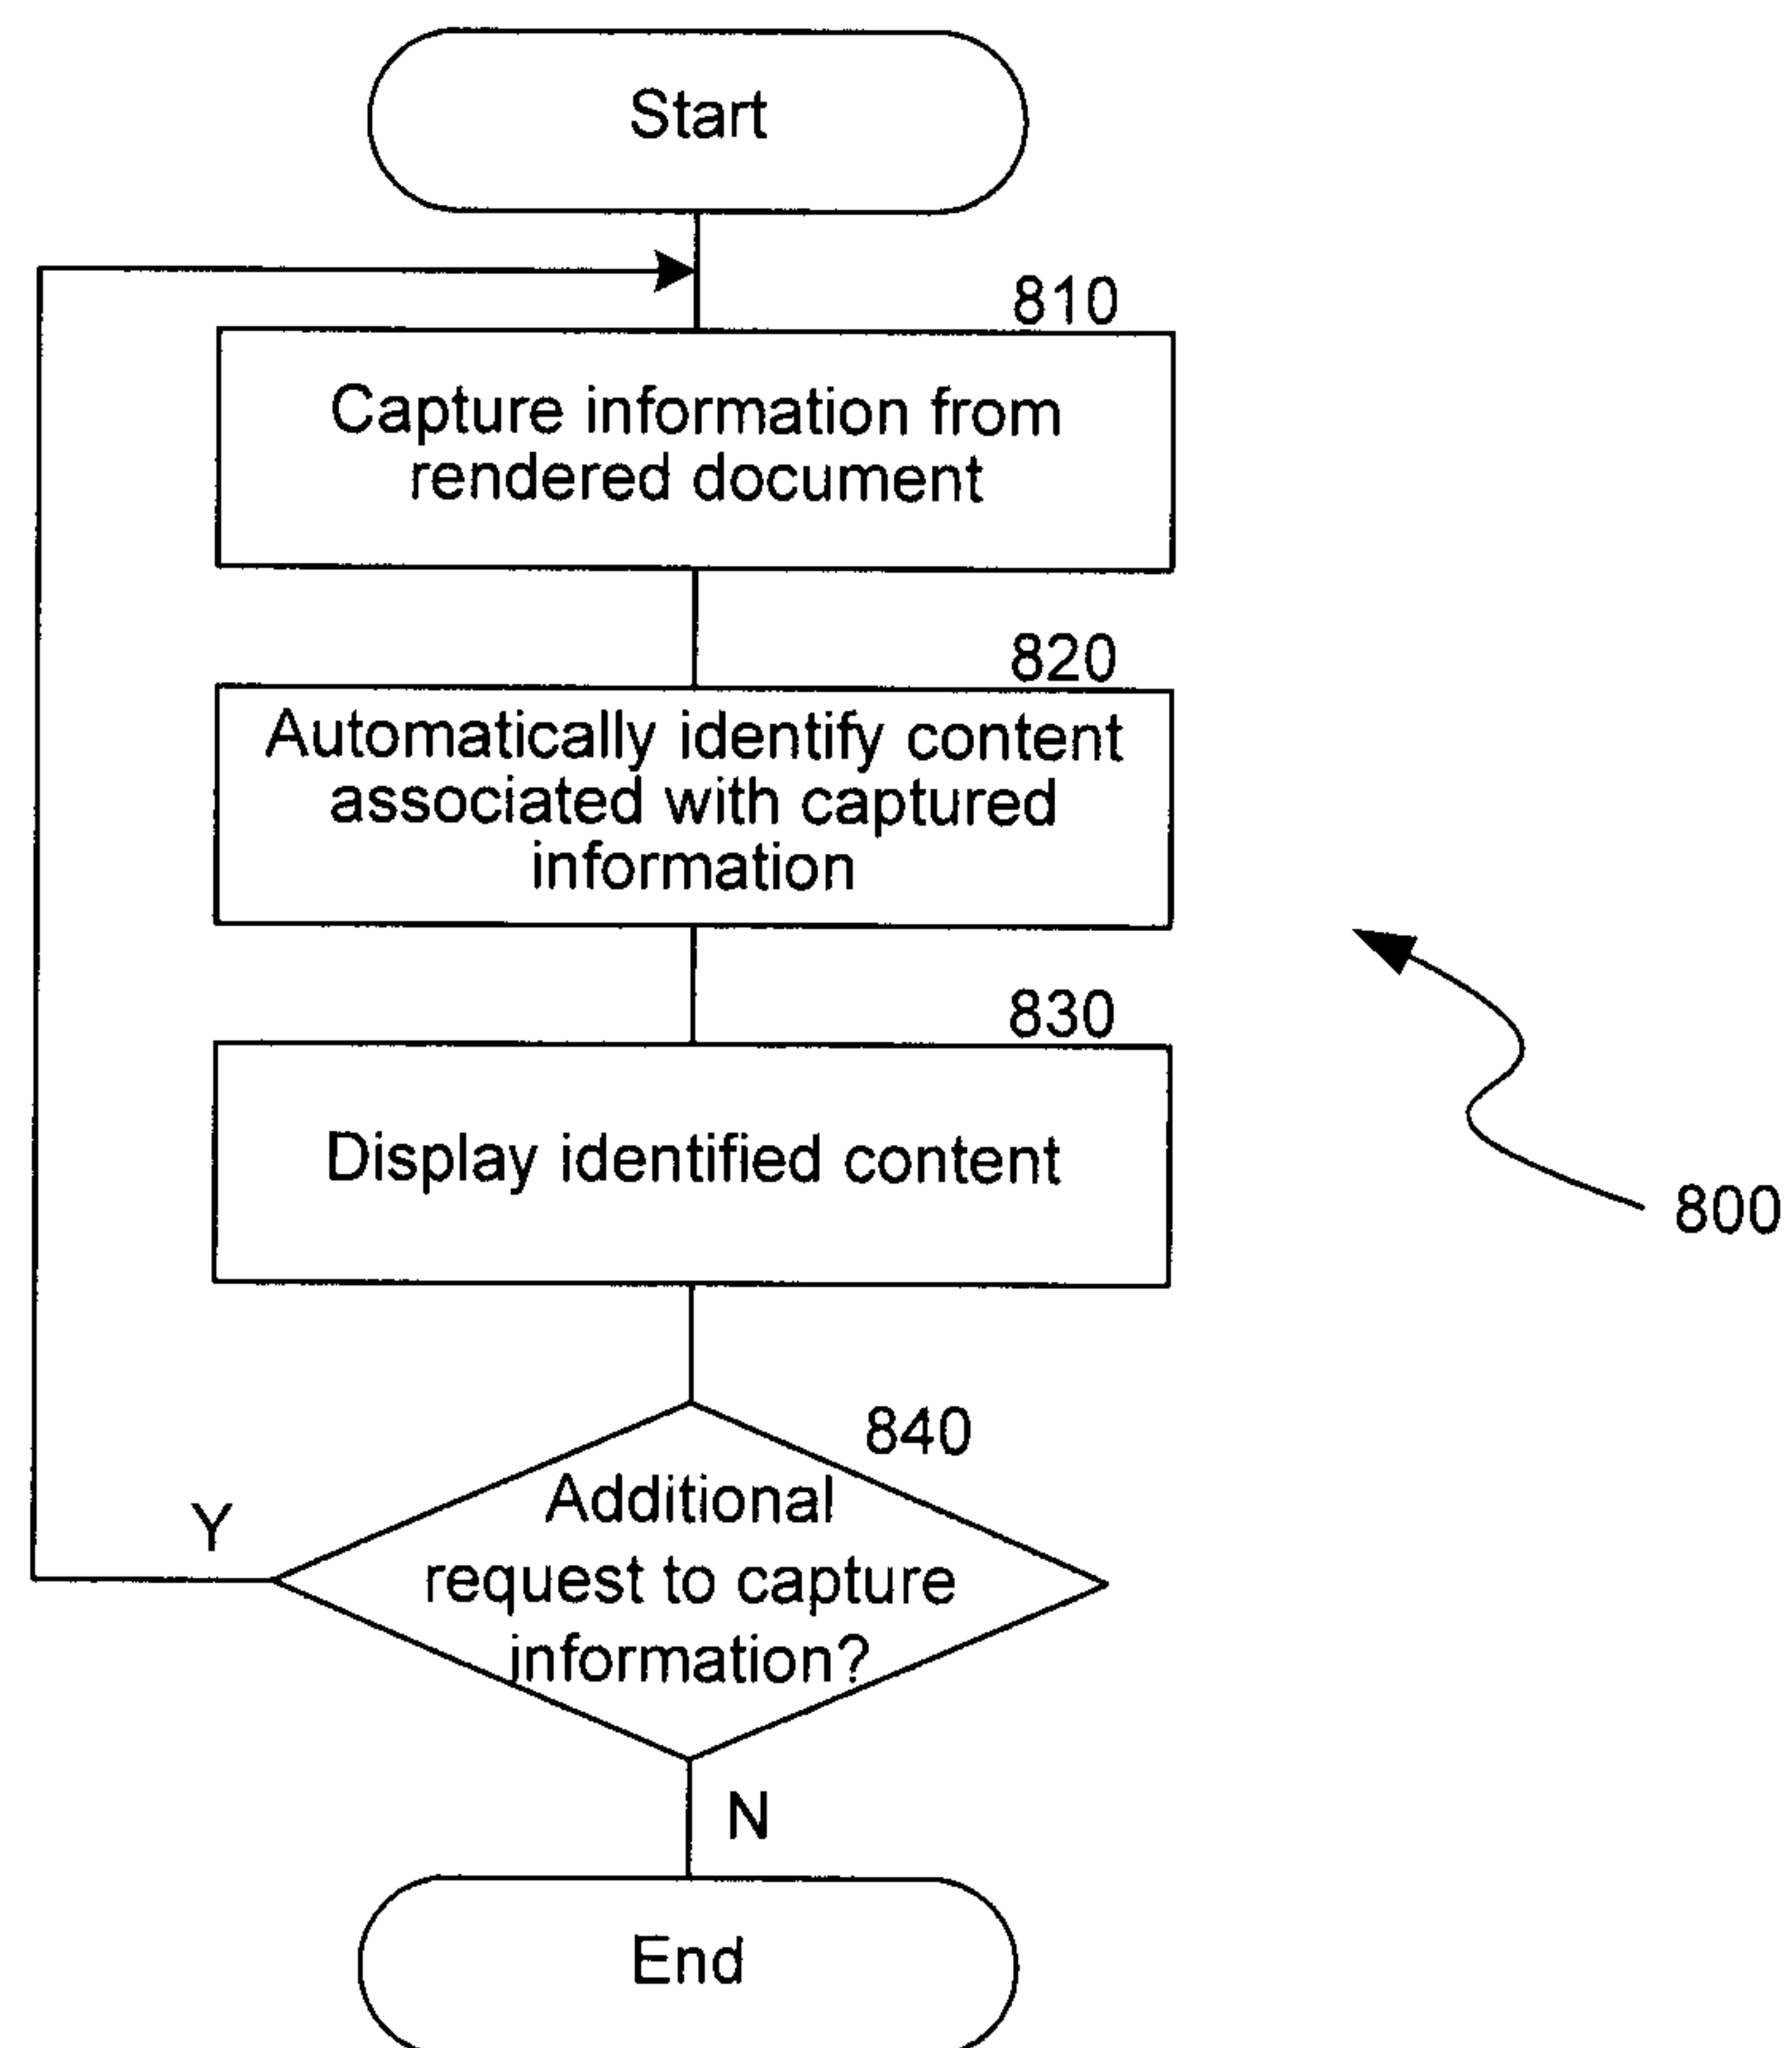 Start
810
Capture information from
rendered document
820
Automatically identify content
associated with captured
information
830
Display identified content
800
840
Additional
request to capture
information?
Y
N
End